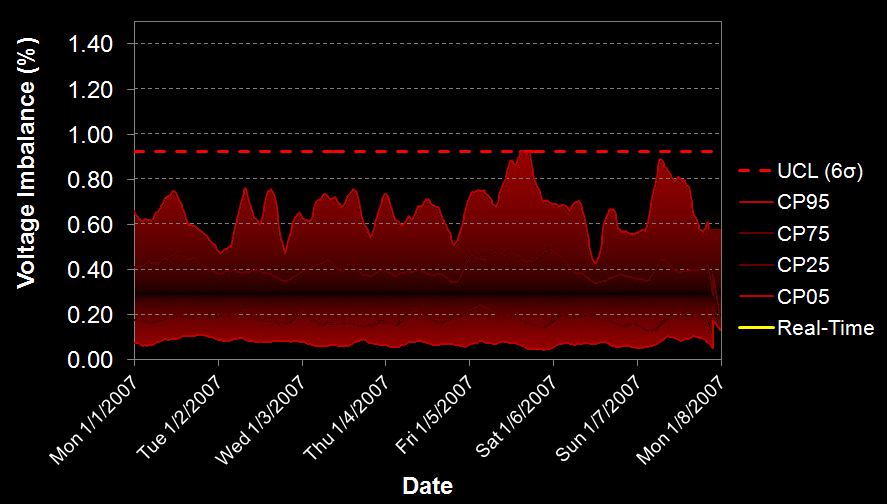 Voltage Imbalance (%)
1.40
1.20
1.00
0.80
0.60
0.40
0.20
0.00
Mon 1/1/2007
Tue 1/2/2007
Wed 1/3/2007
Thu 1/4/2007
Fri 1/5/2007
Sat 1/6/2007
Sun 1/7/2007
Mon 1/8/2007
Date
UCL (6σ)
CP95
CP75
CP25
CP05
Real-Time